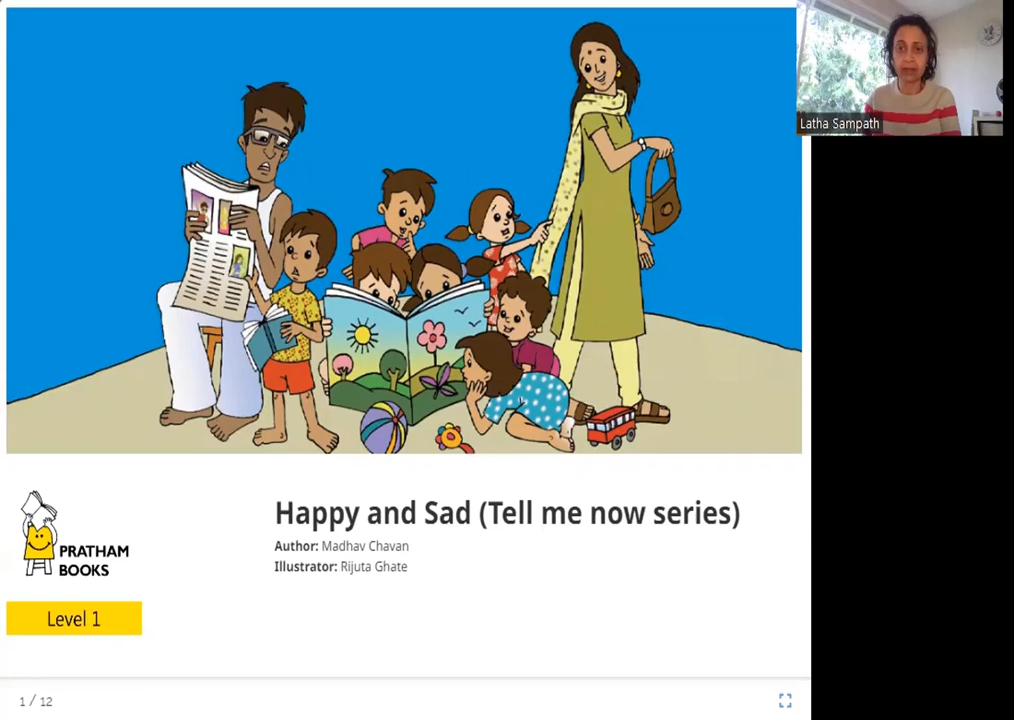 Latha Sampath
Happy and Sad (Tell me now series)
Author: Madhav Chavan
Illustrator: Rijuta Ghate
PRATHAM
BOOKS
Level 1
1 / 12